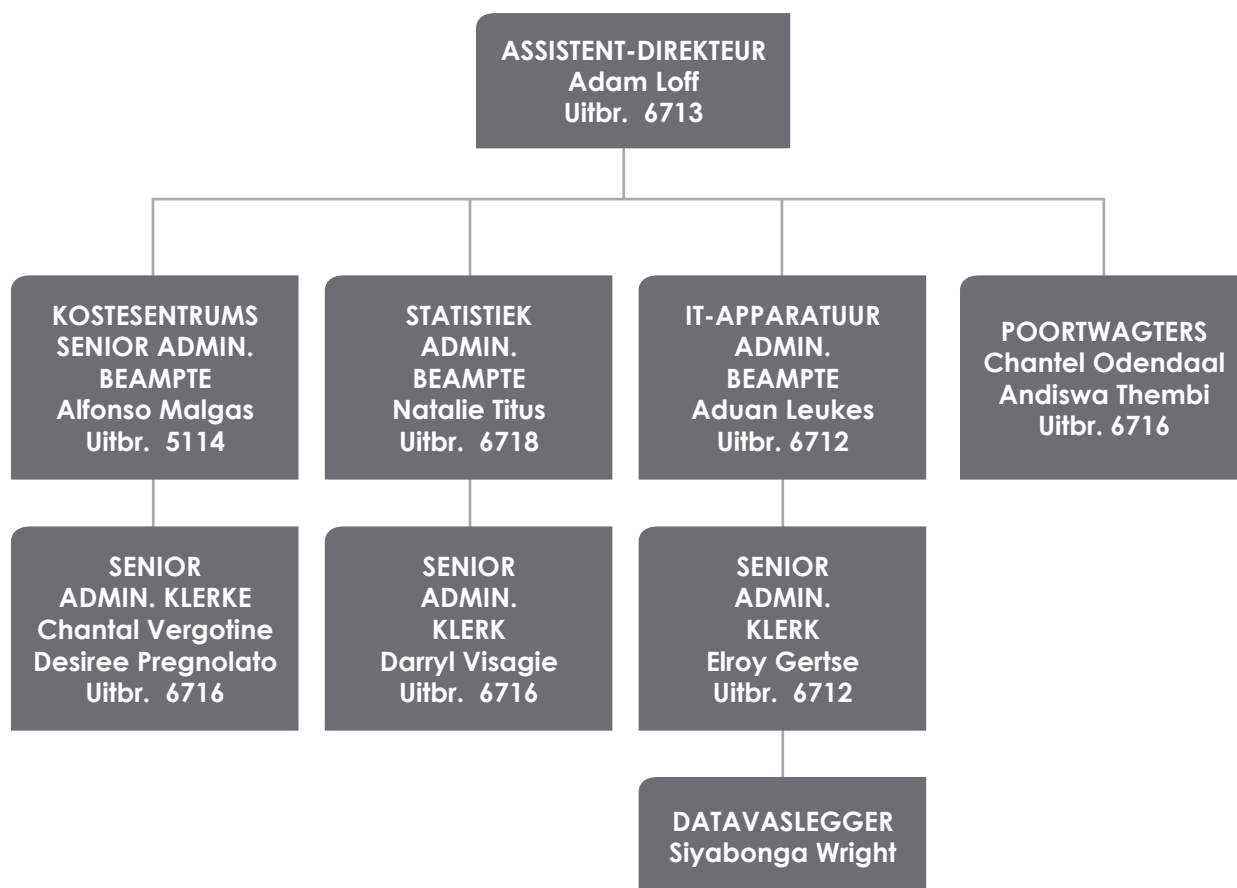 ASSISTENT-DIREKTEUR
Adam Loff
Uitbr. 6713
KOSTESENTRUMS
SENIOR ADMIN.
BEAMPTE
Alfonso Malgas
Uitbr. 5114
STATISTIEK
ADMIN.
BEAMPTE
Natalie Titus
Uitbr. 6718
IT-APPARATUUR
ADMIN.
BEAMPTE
Aduan Leukes
Uitbr. 6712
POORTWAGTERS
Chantel Odendaal
Andiswa Thembi
Uitbr. 6716
SENIOR
ADMIN. KLERKE
Chantal Vergotine
Desiree Pregnolato
Uitbr. 6716
SENIOR
ADMIN.
KLERK
Darryl Visagie
Uitbr. 6716
SENIOR
ADMIN.
KLERK
Elroy Gertse
Uitbr. 6712
DATAVASLEGGER
Siyabonga Wright